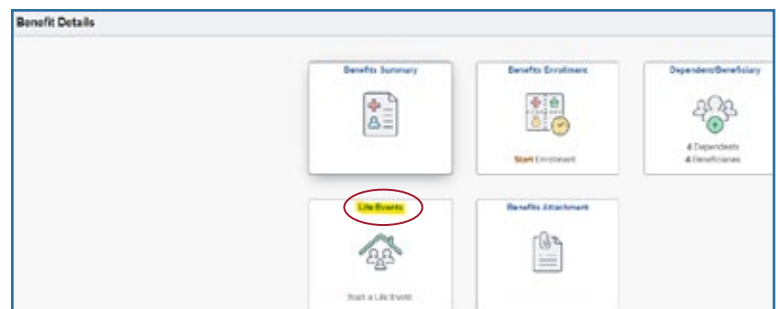 Benefit Details
Benefits Summary
Benefits Enrollment
Dependent/Beneficiary
Start Enrollment
4 Dependents
4 Beneficiaries
Life Events
Benefits Attachment
Start a Life Event